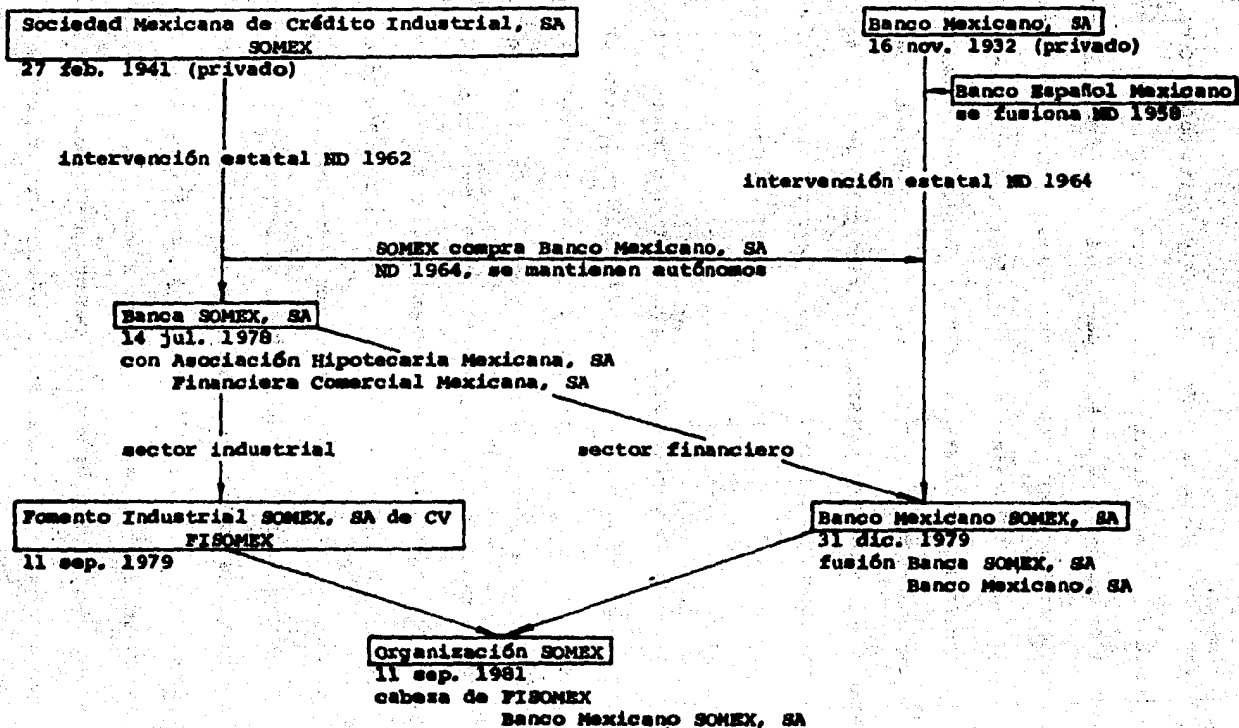 Sociedad Mexicana de Crédito Industrial, SA
SOMEX
27 feb. 1941 (privado)
Banco Mexicano, SA
16 nov. 1932 (privado)
Banco Español Mexicano
se fusiona ND 1958
intervención estatal ND 1962
intervención estatal ND 1964
SOMEX compra Banco Mexicano, SA
ND 1964, se mantienen autónomos
Banca SOMEX, SA
14 jul. 1978
con Asociación Hipotecaria Mexicana, SA
Financiera Comercial Mexicana, SA
sector industrial
sector financiero
Fomento Industrial SOMEX, SA de CV
FISOMEX
11 sep. 1979
Banco Mexicano SOMEX, SA
31 dic. 1979
fusión Banca SOMEX, SA
Banco Mexicano, SA
Organización SOMEX
11 sep. 1981
cabeza de FISOMEX
Banco Mexicano SOMEX, SA